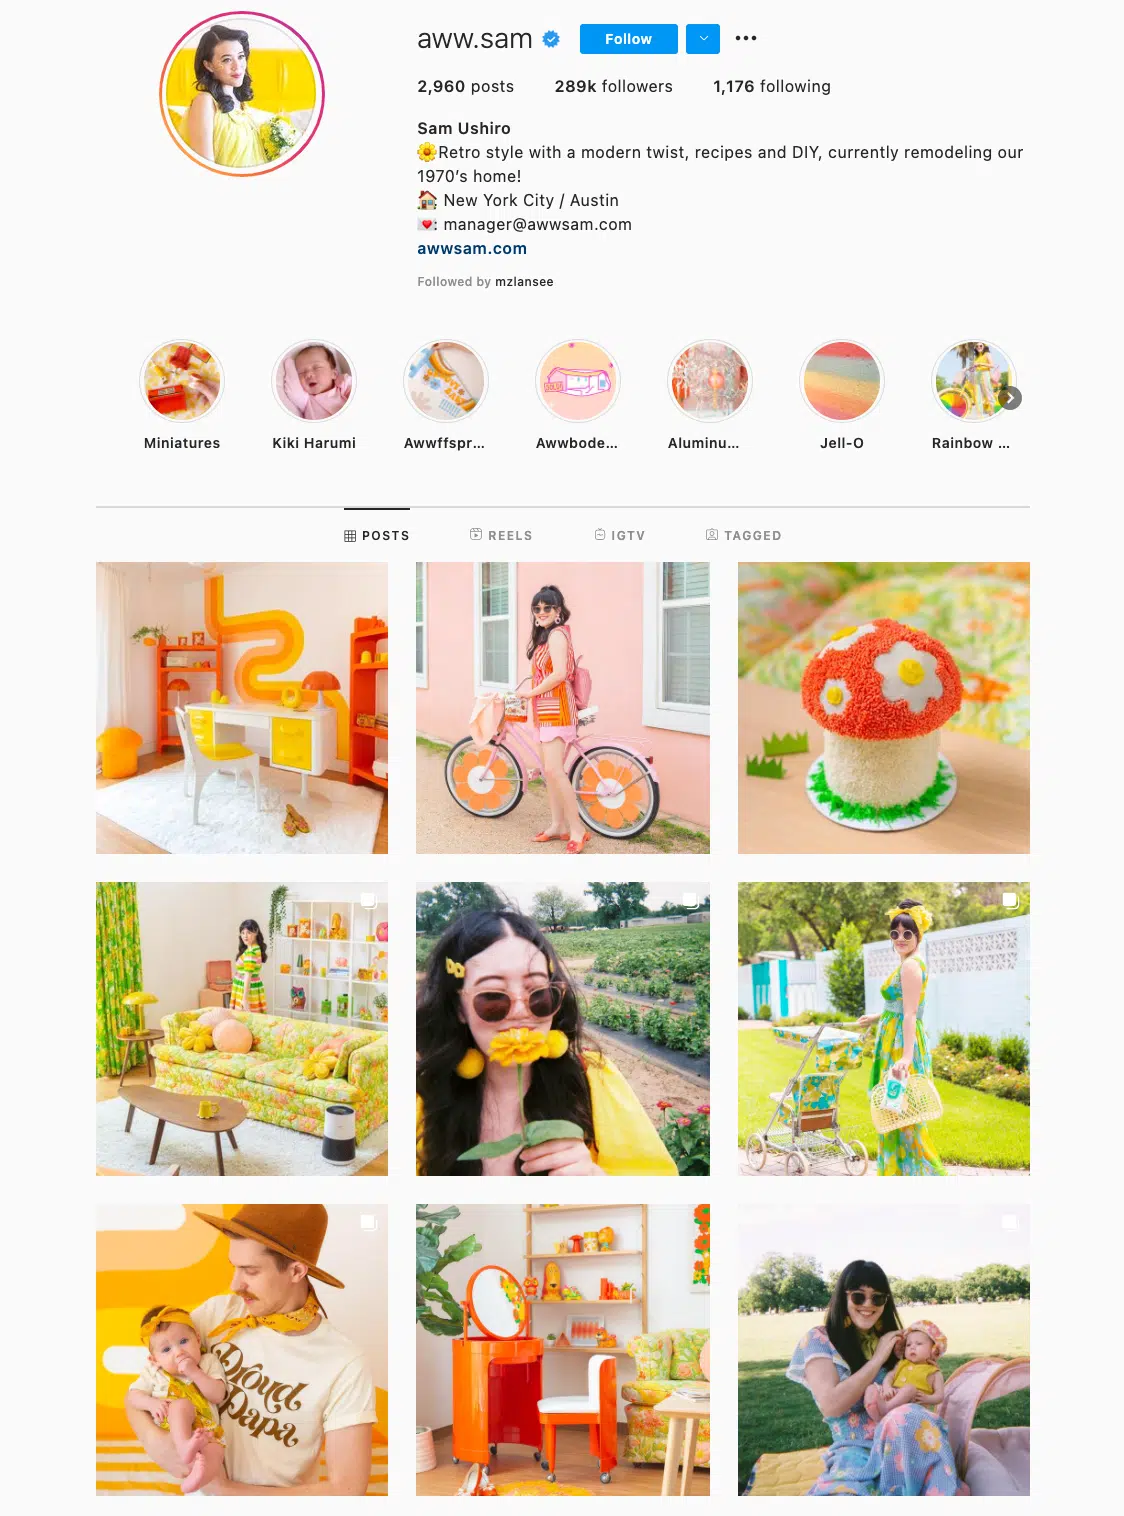 aww.sam
Follow
2,960 posts 289k followers 1,176 following
Sam Ushiro
🌼Retro style with a modern twist, recipes and DIY, currently remodeling our
1970’s home!
🏠: New York City / Austin
💌: manager@awwsam.com
awwsam.com
Followed by mzlansee
Miniatures Kiki Harumi Awwffspr... Awwbode... Aluminu... Jell-O Rainbow ...
POSTS REELS IGTV TAGGED
Proud
Papa